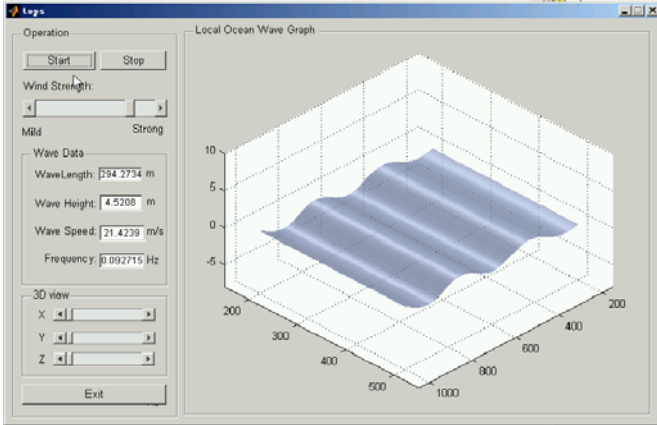 tops
Operation
Start Stop
Wind Strength:
Mild Strong
Wave Data
WaveLength: 294.2734 m
Wave Height: 4.5208 m
Wave Speed: 21.4239 m/s
Frequency: 0.092715 Hz
3D view
X
Y
Z
Exit
Local Ocean Wave Graph
10
5
0
-5
200 300 400 500
1000 800 600 400 200